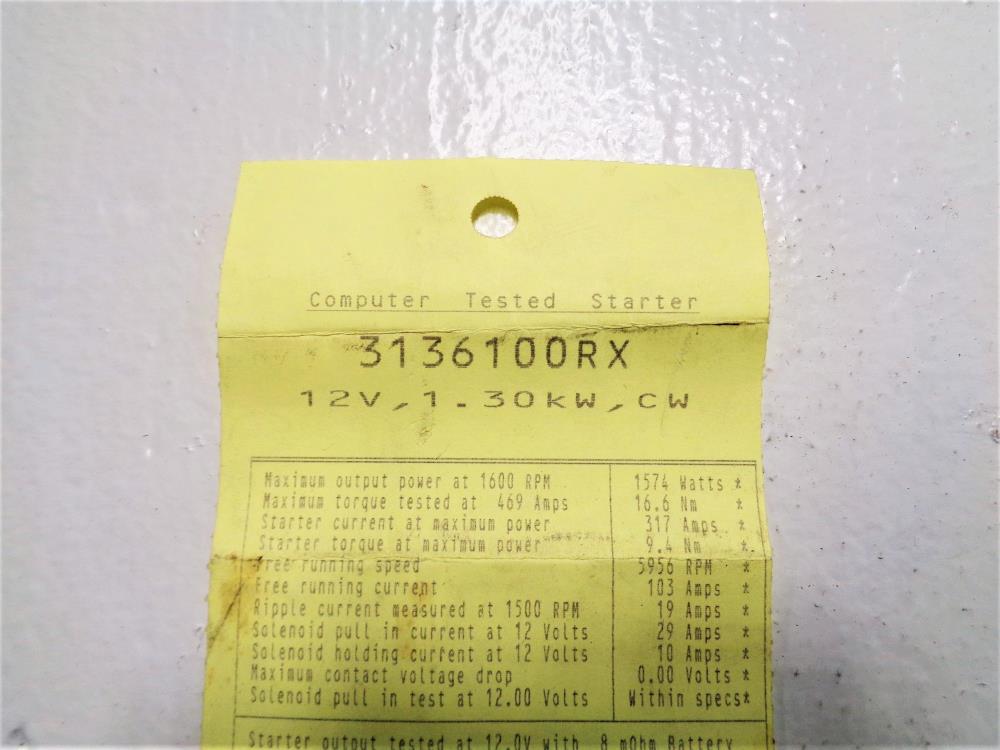 Computer Tested Starter
3136100RX
12V,1.30kW,CW
Maximum output power at 1600 RPM 1574 Watts *
Maximum torque tested at 469 Amps 16.6 Nm *
Starter current at maximum power 317 Amps *
Starter torque at maximum power 9.4 Nm *
Free running speed 5956 RPM *
Free running current 103 Amps *
Ripple current measured at 1500 RPM 19 Amps *
Solenoid pull in current at 12 Volts 29 Amps *
Solenoid holding current at 12 Volts 10 Amps *
Maximum contact voltage drop 0.00 Volts *
Solenoid pull in test at 12.00 Volts Within specs*
Starter output tested at 12.0V with 8 mOhm Battery